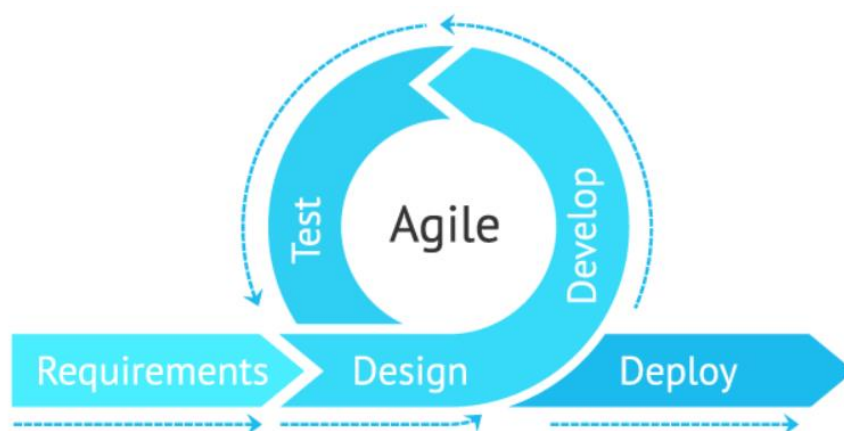 Agile
Test
Develop
Requirements
Design
Deploy